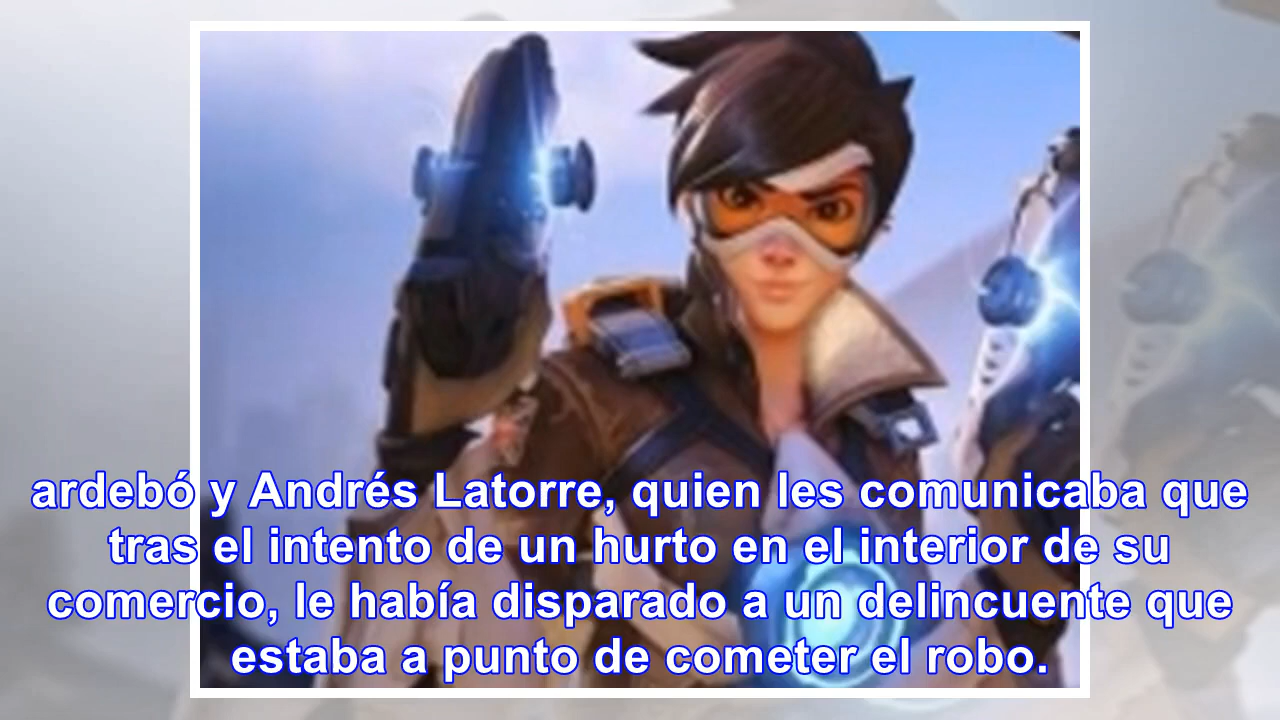 ardebó y Andrés Latorre, quien les comunicaba que
tras el intento de un hurto en el interior de su
comercio, le había disparado a un delincuente que
estaba a punto de cometer el robo.